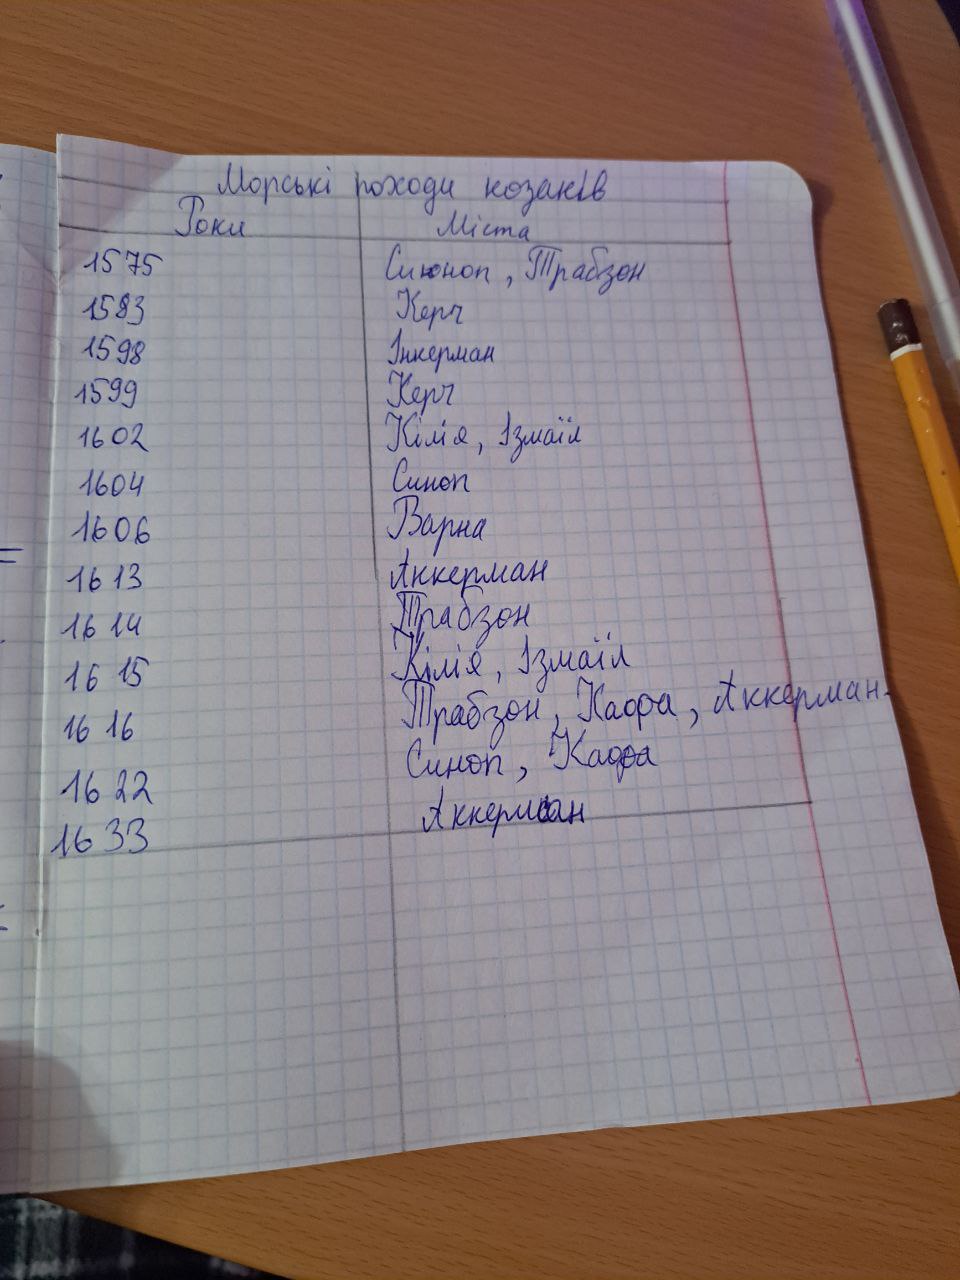 Морські походи козаків
Роки Міста
1575 Синоп, Трабзон
1583 Керч
1598 Інкерман
1599 Керч
1602 Кілія, Ізмаїл
1604 Синоп
1606 Варна
1613 Аккерман
1614 Трабзон
1615 Кілія, Ізмаїл
1616 Трабзон, Кафа, Аккерман.
1622 Синоп, Кафа
1633 Аккерман